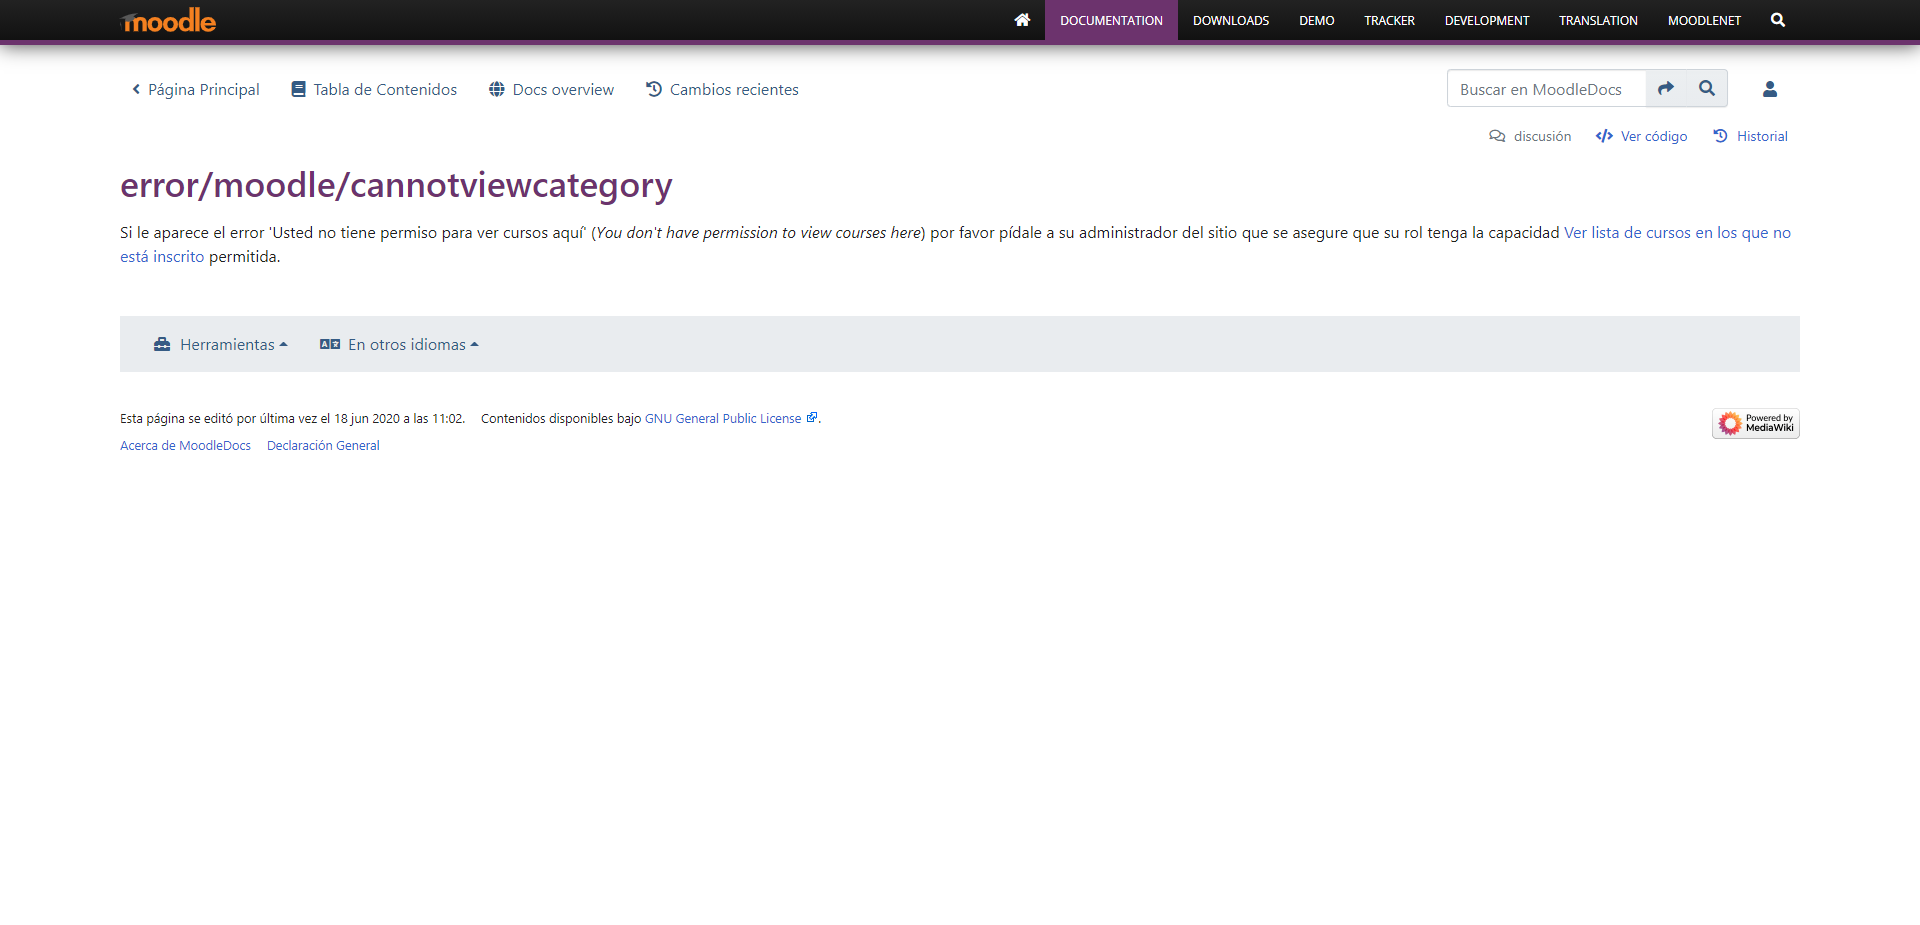 moodle
DOCUMENTATION DOWNLOADS DEMO TRACKER DEVELOPMENT TRANSLATION MOODLENET
Página Principal Tabla de Contenidos Docs overview Cambios recientes Buscar en MoodleDocs
discusión Ver código Historial
error/moodle/cannotviewcategory
Si le aparece el error 'Usted no tiene permiso para ver cursos aquí' (You don't have permission to view courses here) por favor pídale a su administrador del sitio que se asegure que su rol tenga la capacidad Ver lista de cursos en los que no
está inscrito permitida.
Herramientas En otros idiomas
Esta página se editó por última vez el 18 jun 2020 a las 11:02. Contenidos disponibles bajo GNU General Public License.
Powered by
MediaWiki
Acerca de MoodleDocs Declaración General